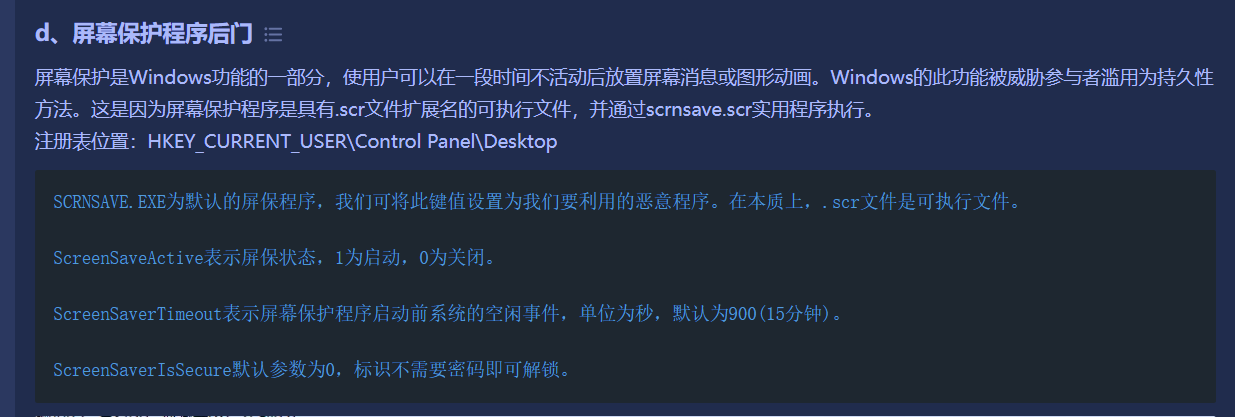 d、屏幕保护程序后门
屏幕保护是Windows功能的一部分，使用户可以在一段时间不活动后放置屏幕消息或图形动画。Windows的此功能被威胁参与者滥用为持久性
方法。这是因为屏幕保护程序是具有.scr文件扩展名的可执行文件，并通过scrnsave.scr实用程序执行。
注册表位置：HKEY_CURRENT_USER\Control Panel\Desktop
SCRNSAVE.EXE为默认的屏保程序，我们可将此键值设置为我们要利用的恶意程序。在本质上，.scr文件是可执行文件。
ScreenSaveActive表示屏保状态，1为启动，0为关闭。
ScreenSaverTimeout表示屏幕保护程序启动前系统的空闲事件，单位为秒，默认为900(15分钟)。
ScreenSaverIsSecure默认参数为0，标识不需要密码即可解锁。